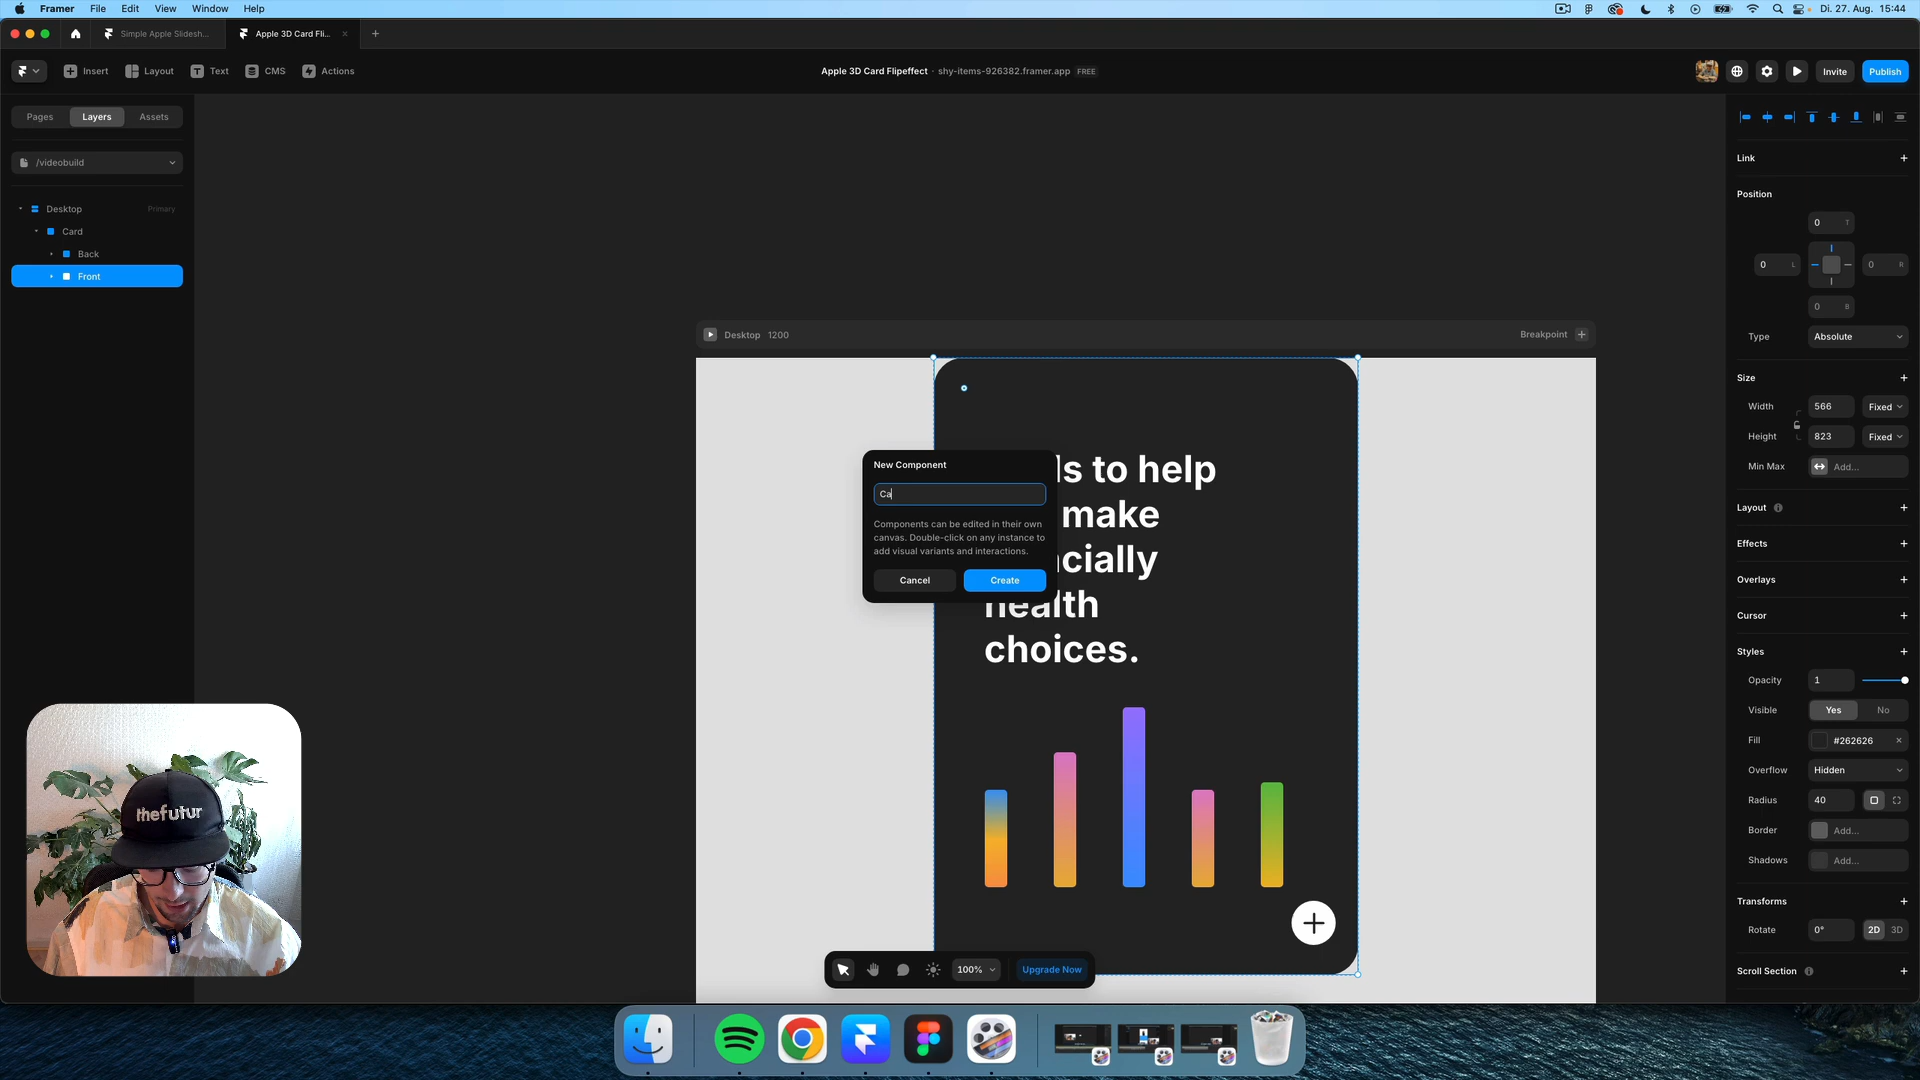 Framer File Edit View Window Help
Di. 27. Aug. 15:44
Simple Apple Slidesh...
Apple 3D Card Fli...
Insert Layout Text CMS Actions
Apple 3D Card Flipeffect · shy-items-926382.framer.app FREE
Invite Publish
Pages Layers Assets
/videobuild
Desktop Primary
Card
Back
Front
Desktop 1200
Breakpoint
New Component
Ca
Components can be edited in their own
canvas. Double-click on any instance to
add visual variants and interactions.
Cancel Create
ls to help
make
cially
health
choices.
thefutur
100%
Upgrade Now
Link
Position
0 T
0 L
0 R
0 B
Type Absolute
Size
Width 566 Fixed
Height 823 Fixed
Min Max Add...
Layout
Effects
Overlays
Cursor
Styles
Opacity 1
Visible Yes No
Fill #262626
Overflow Hidden
Radius 40
Border Add...
Shadows Add...
Transforms
Rotate 0° 2D 3D
Scroll Section